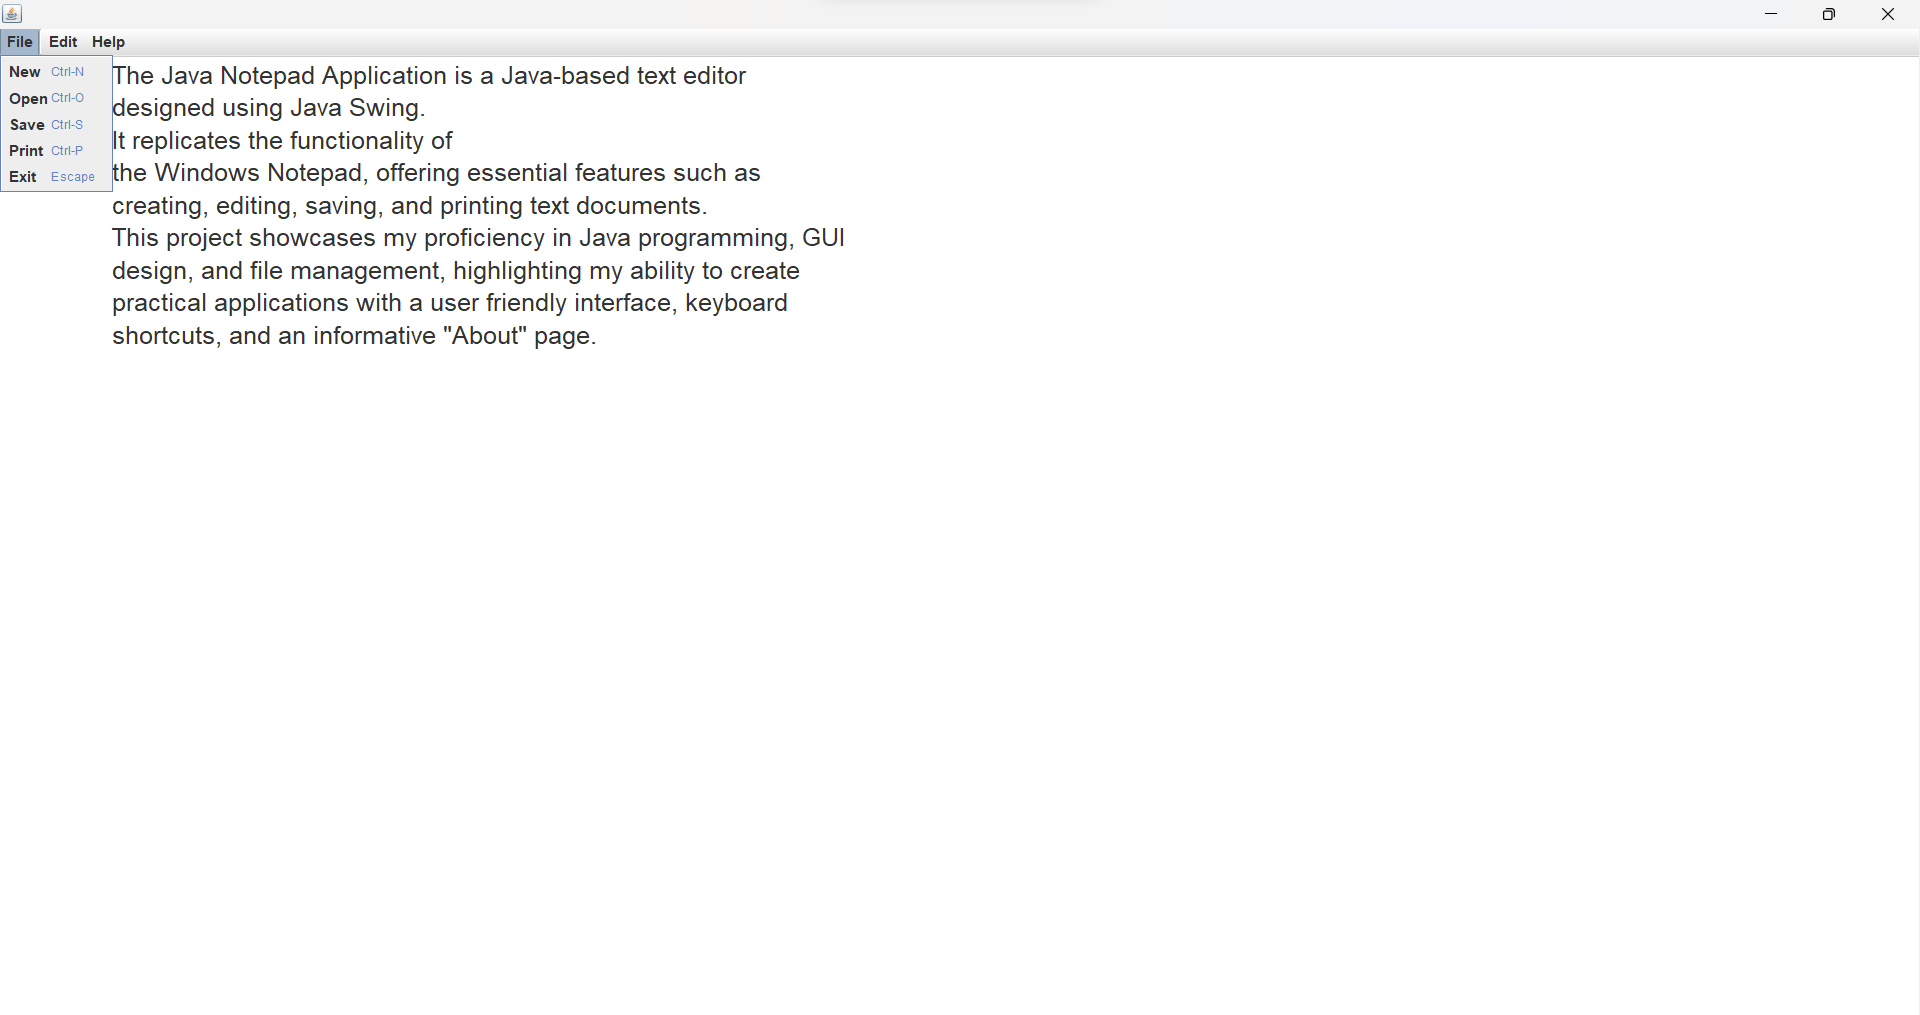 File Edit Help
New Ctrl-N
Open Ctrl-O
Save Ctrl-S
Print Ctrl-P
Exit Escape
The Java Notepad Application is a Java-based text editor
designed using Java Swing.
It replicates the functionality of
the Windows Notepad, offering essential features such as
creating, editing, saving, and printing text documents.
This project showcases my proficiency in Java programming, GUI
design, and file management, highlighting my ability to create
practical applications with a user friendly interface, keyboard
shortcuts, and an informative "About" page.